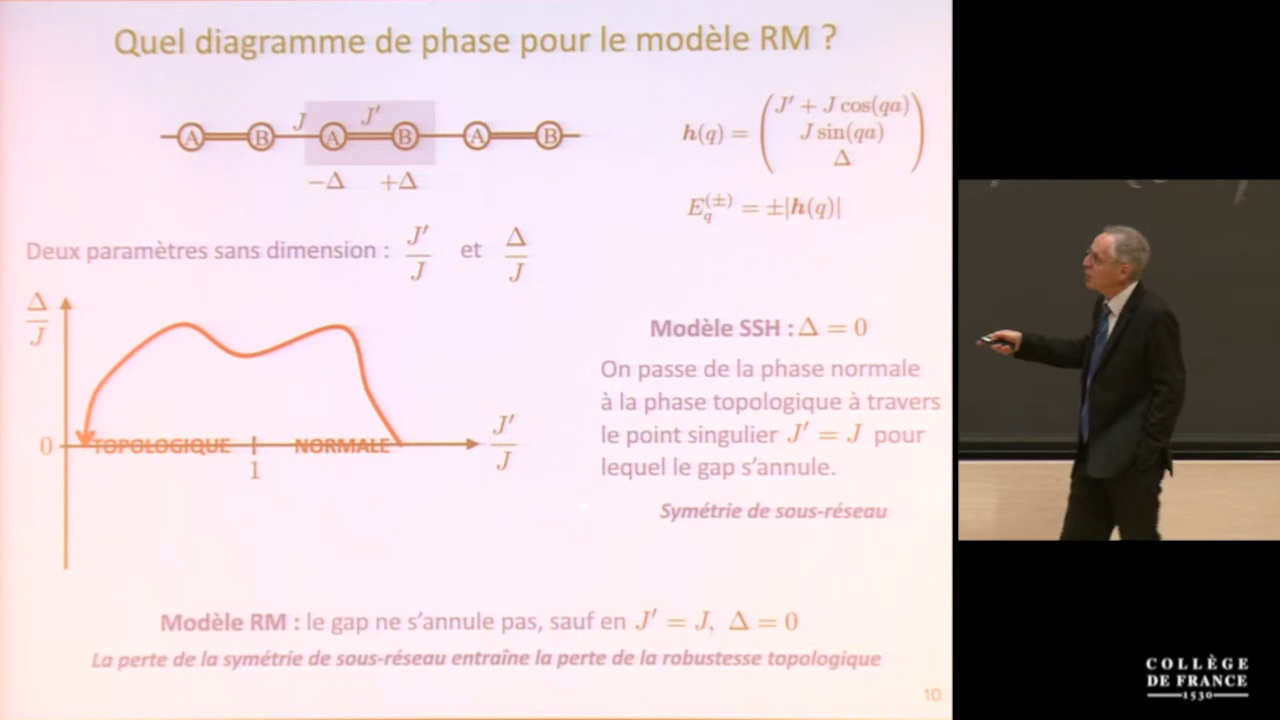 Quel diagramme de phase pour le modèle RM ?
J J'
A B A B A B
−Δ +Δ
h(q) = ( J' + J cos(qa)
J sin(qa)
Δ )
E_q^(±) = ±|h(q)|
Deux paramètres sans dimension : J'/J et Δ/J
Δ/J
0 TOPOLOGIQUE NORMALE J'/J
1
Modèle SSH : Δ = 0
On passe de la phase normale
à la phase topologique à travers
le point singulier J' = J pour
lequel le gap s'annule.
Symétrie de sous-réseau
Modèle RM : le gap ne s'annule pas, sauf en J' = J, Δ = 0
La perte de la symétrie de sous-réseau entraîne la perte de la robustesse topologique
10
COLLÈGE
DE FRANCE
1530